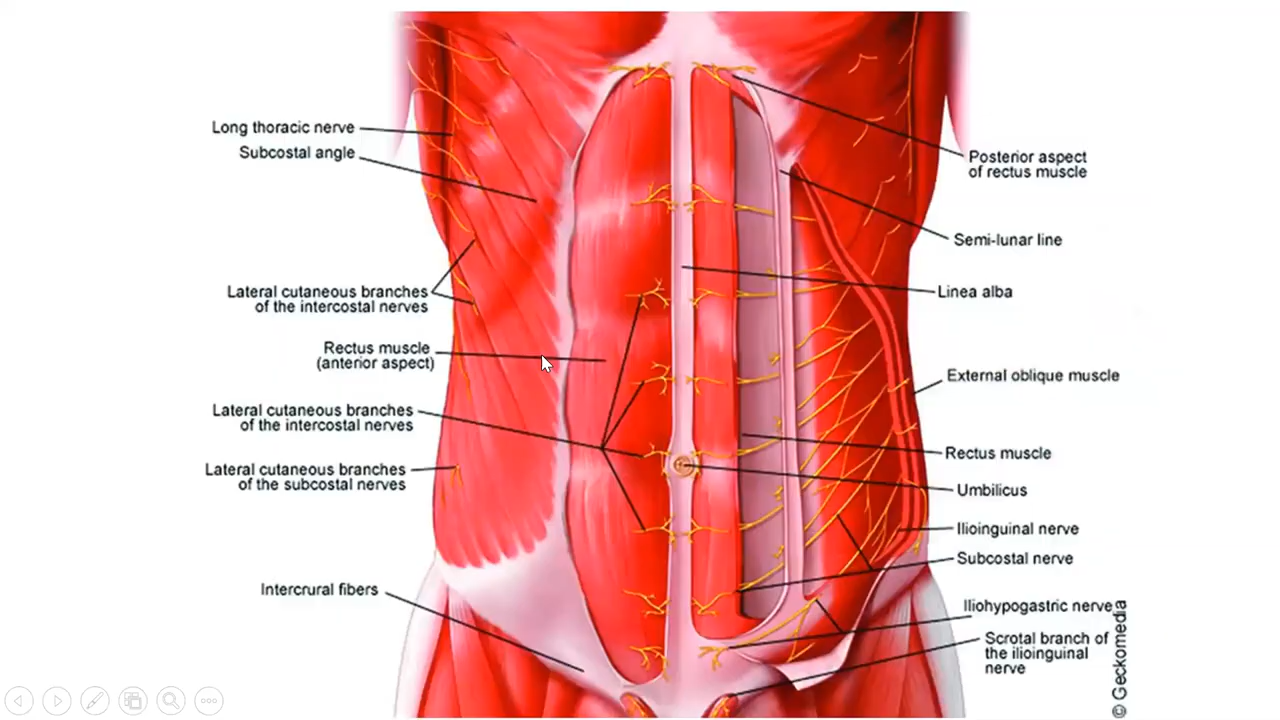 Long thoracic nerve
Subcostal angle
Lateral cutaneous branches
of the intercostal nerves
Rectus muscle
(anterior aspect)
Lateral cutaneous branches
of the intercostal nerves
Lateral cutaneous branches
of the subcostal nerves
Intercrural fibers
Posterior aspect
of rectus muscle
Semi-lunar line
Linea alba
External oblique muscle
Rectus muscle
Umbilicus
Ilioinguinal nerve
Subcostal nerve
Iliohypogastric nerve
Scrotal branch of
the ilioinguinal
nerve
© Geckomedia